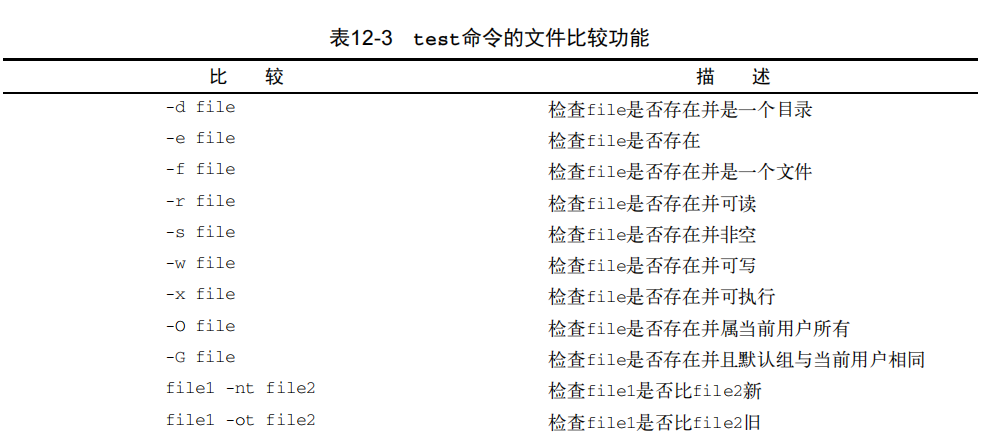 表12-3 test命令的文件比较功能
比 较 描 述
-d file 检查file是否存在并是一个目录
-e file 检查file是否存在
-f file 检查file是否存在并是一个文件
-r file 检查file是否存在并可读
-s file 检查file是否存在并非空
-w file 检查file是否存在并可写
-x file 检查file是否存在并可执行
-O file 检查file是否存在并属当前用户所有
-G file 检查file是否存在并且默认组与当前用户相同
file1 -nt file2 检查file1是否比file2新
file1 -ot file2 检查file1是否比file2旧